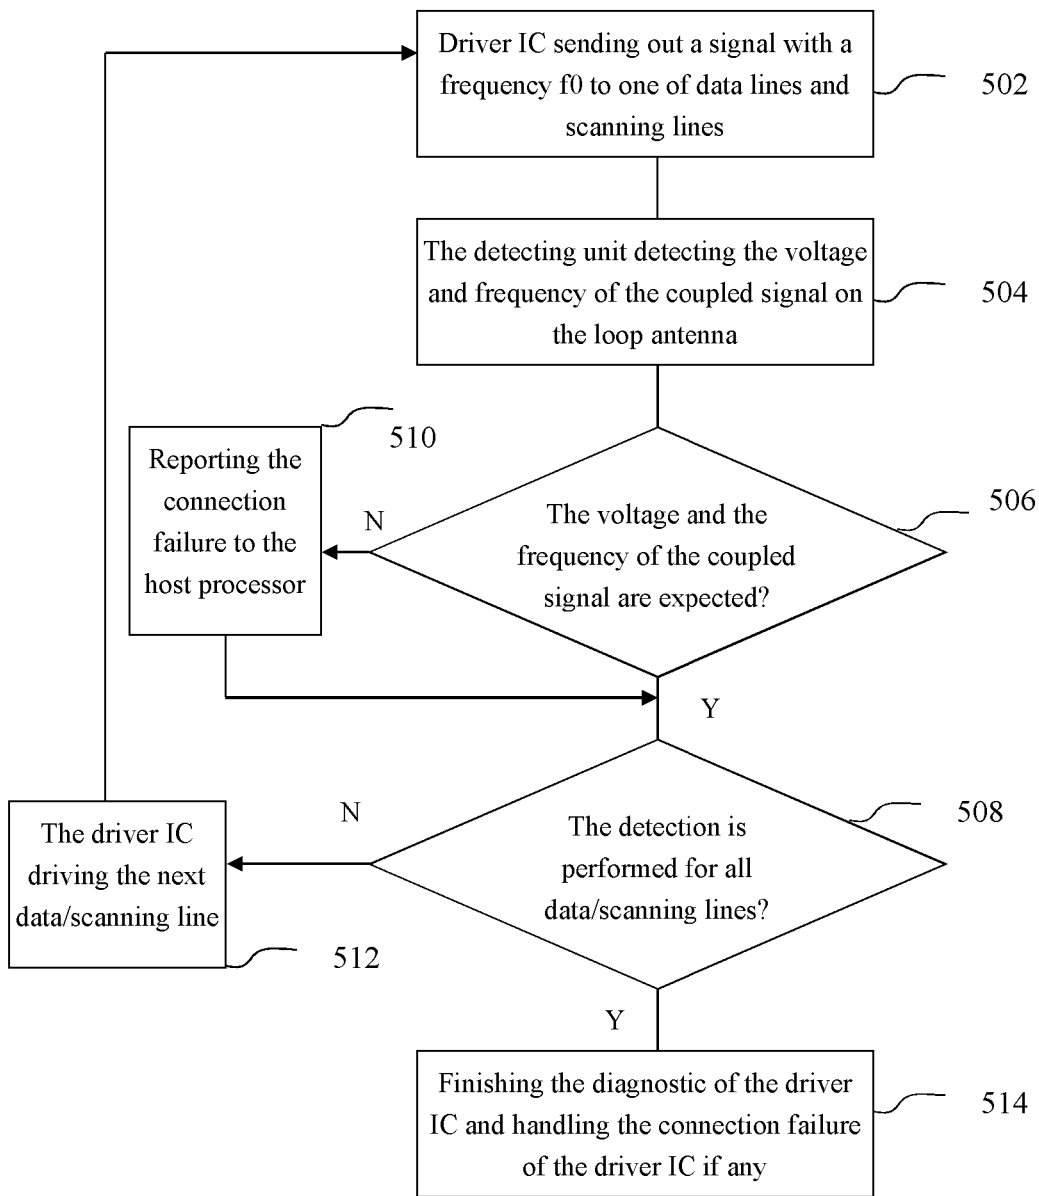 Driver IC sending out a signal with a
frequency f0 to one of data lines and
scanning lines
502
The detecting unit detecting the voltage
and frequency of the coupled signal on
the loop antenna
504
510
Reporting the
connection
failure to the
host processor
N
The voltage and the
frequency of the coupled
signal are expected?
506
Y
N
The detection is
performed for all
data/scanning lines?
508
The driver IC
driving the next
data/scanning line
512
Y
Finishing the diagnostic of the driver
IC and handling the connection failure
of the driver IC if any
514